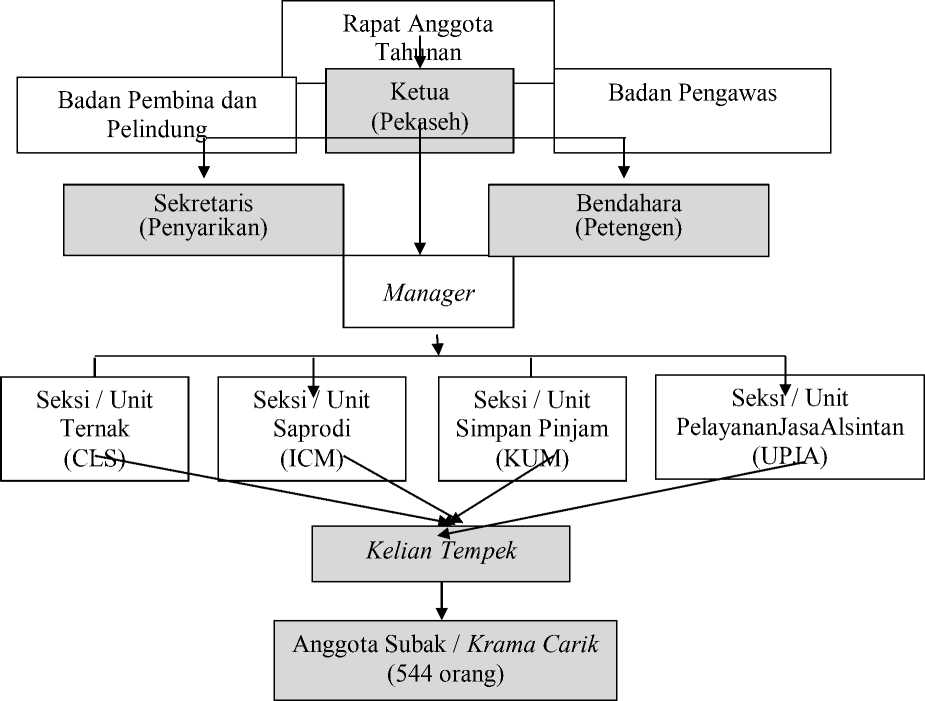 Rapat Anggota
Tahunan
Badan Pembina dan
Pelindung
Ketua
(Pekaseh)
Badan Pengawas
Sekretaris
(Penyarikan)
Bendahara
(Petengen)
Manager
Seksi / Unit
Ternak
(CLS)
Seksi / Unit
Saprodi
(ICM)
Seksi / Unit
Simpan Pinjam
(KUM)
Seksi / Unit
PelayananJasaAlsintan
(UPJA)
Kelian Tempek
Anggota Subak / Krama Carik
(544 orang)